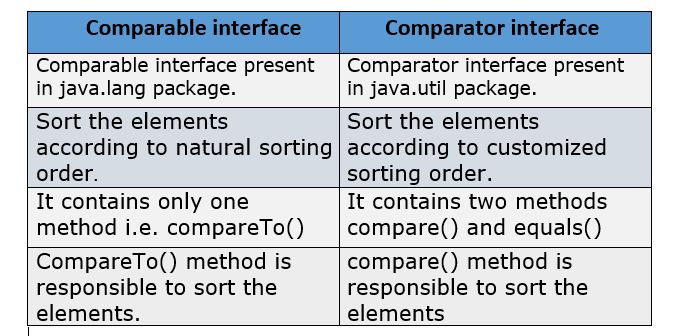 Comparable interface
Comparator interface
Comparable interface present
in java.lang package.
Comparator interface present
in java.util package.
Sort the elements
according to natural sorting
order.
Sort the elements
according to customized
sorting order.
It contains only one
method i.e. compareTo()
It contains two methods
compare() and equals()
CompareTo() method is
responsible to sort the
elements.
compare() method is
responsible to sort the
elements